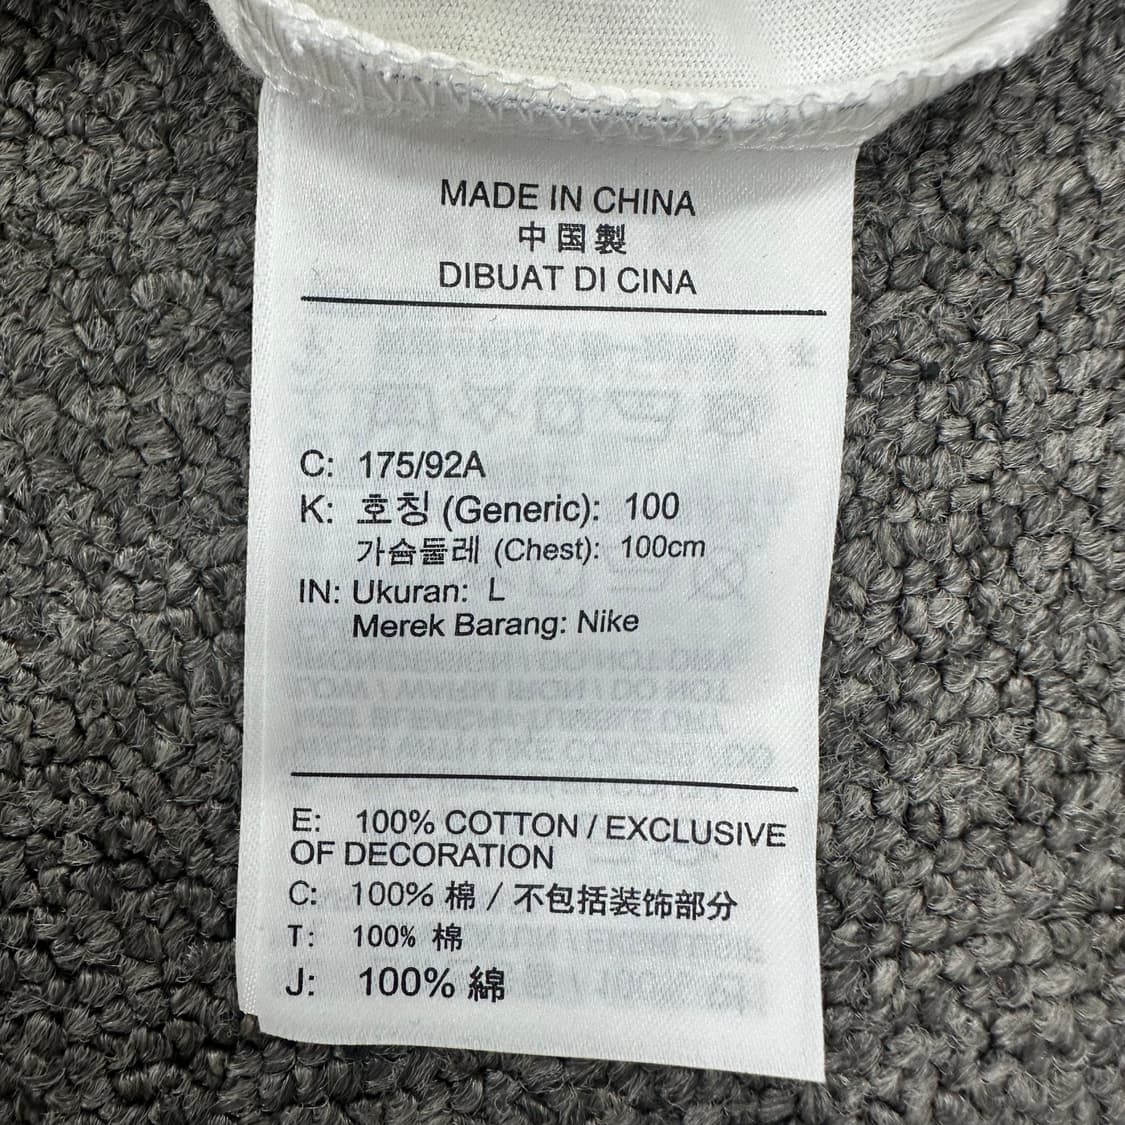 MADE IN CHINA
中国製
DIBUAT DI CINA
C: 175/92A
K: 호칭 (Generic): 100
가슴둘레 (Chest): 100cm
IN: Ukuran: L
Merek Barang: Nike
E: 100% COTTON / EXCLUSIVE
OF DECORATION
C: 100% 棉 / 不包括装饰部分
T: 100% 棉
J: 100% 綿